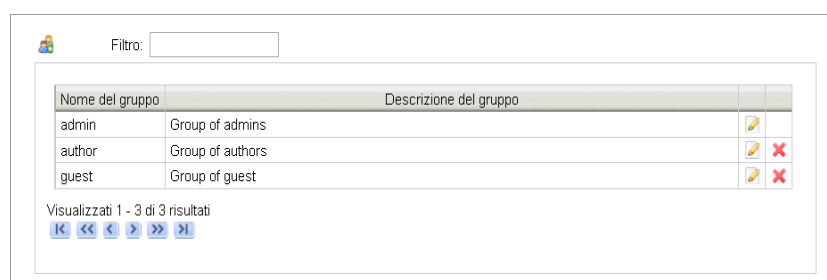 Filtro:
Nome del gruppo Descrizione del gruppo
admin Group of admins
author Group of authors
guest Group of guest
Visualizzati 1 - 3 di 3 risultati